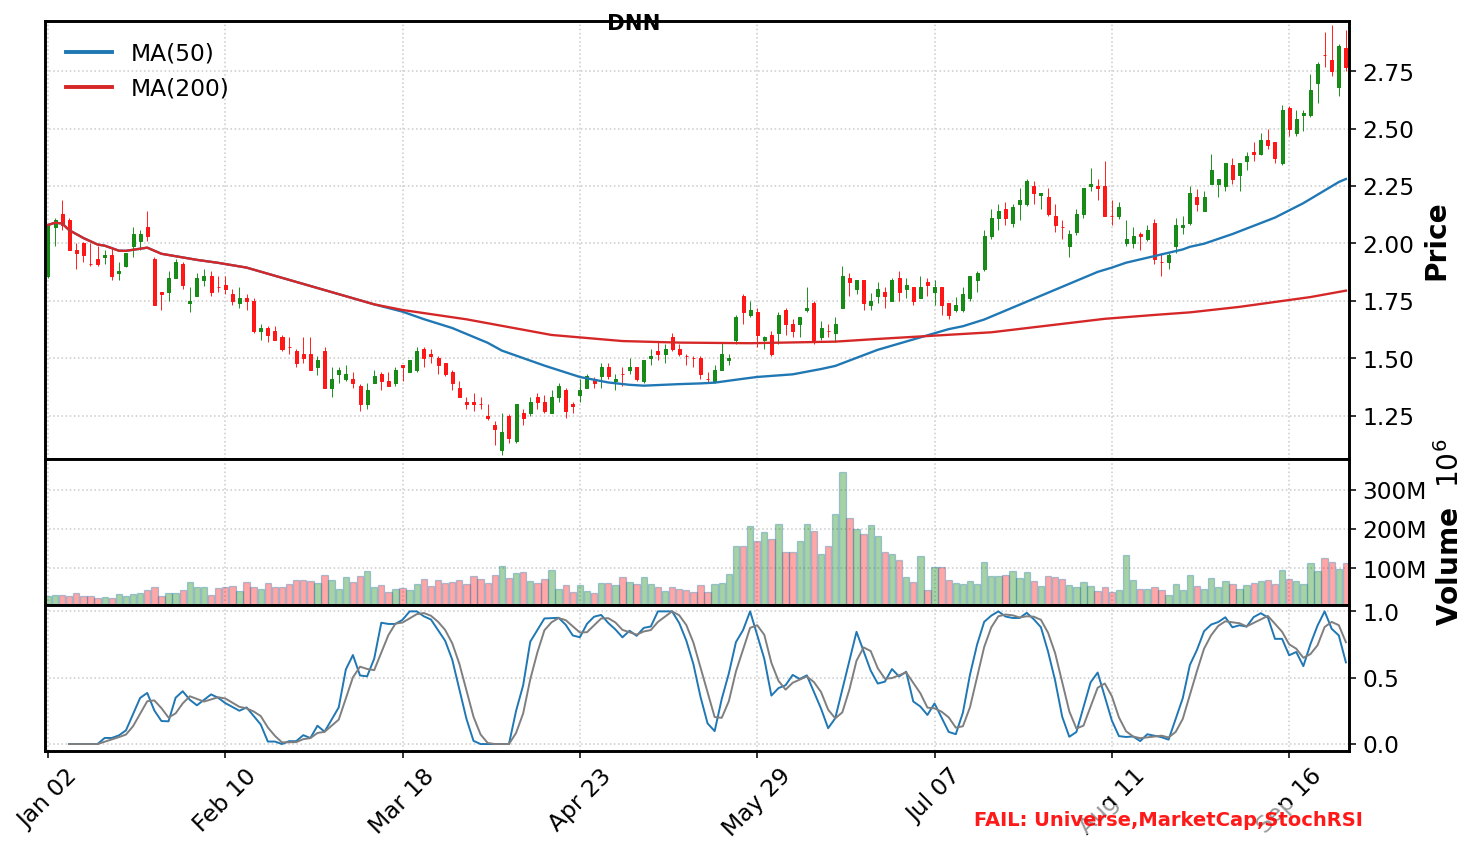 DNN
MA(50)
MA(200)
2.75
2.50
2.25
2.00
1.75
1.50
1.25
Price
300M
200M
100M
Volume 10^6
1.0
0.5
0.0
Jan 02
Feb 10
Mar 18
Apr 23
May 29
Jul 07
Aug 11
Sep 16
FAIL: Universe,MarketCap,StochRSI